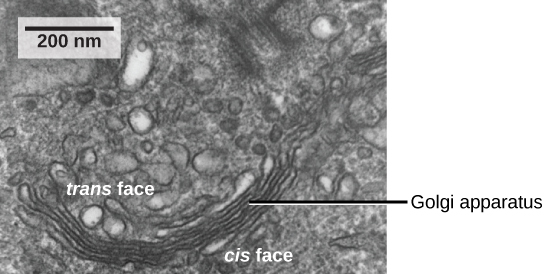 200 nm
trans face
Golgi apparatus
cis face